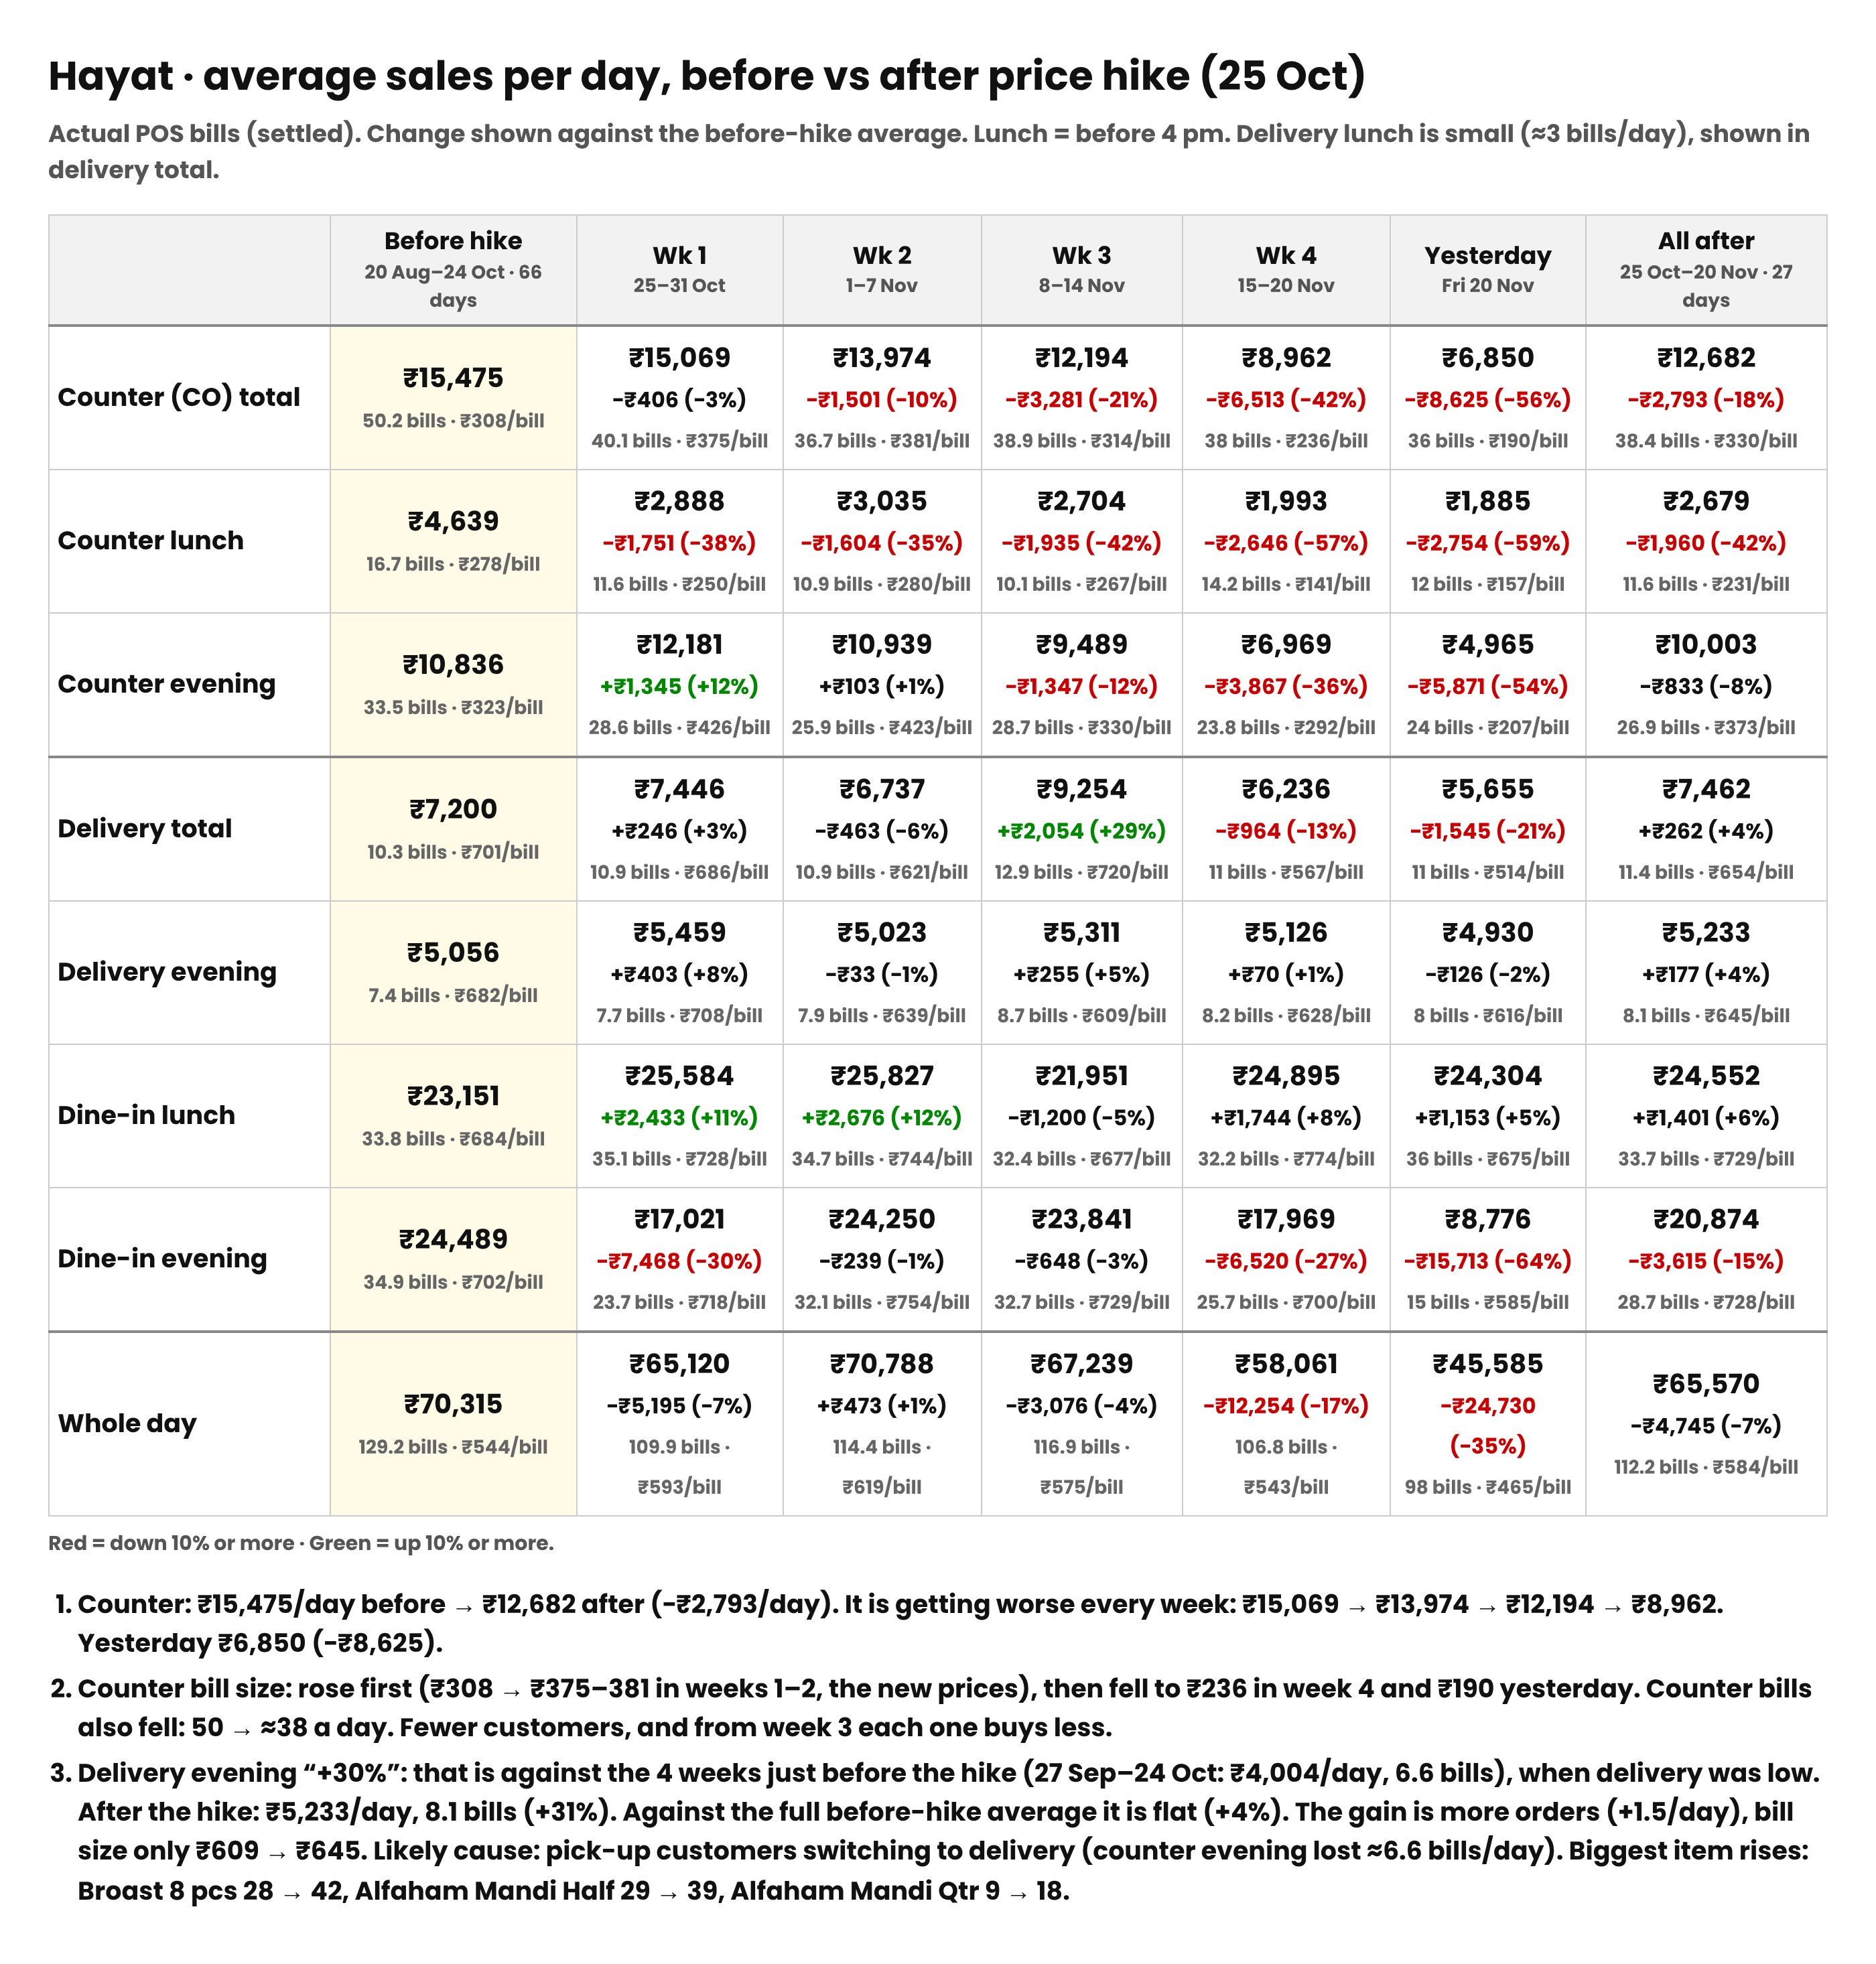 Hayat · average sales per day, before vs after price hike (25 Oct)
Actual POS bills (settled). Change shown against the before-hike average. Lunch = before 4 pm. Delivery lunch is small (≈3 bills/day), shown in
delivery total.
Before hike
20 Aug–24 Oct · 66
days
Wk 1
25–31 Oct
Wk 2
1–7 Nov
Wk 3
8–14 Nov
Wk 4
15–20 Nov
Yesterday
Fri 20 Nov
All after
25 Oct–20 Nov · 27
days
Counter (CO) total
₹15,475
50.2 bills · ₹308/bill
₹15,069
−₹406 (−3%)
40.1 bills · ₹375/bill
₹13,974
−₹1,501 (−10%)
36.7 bills · ₹381/bill
₹12,194
−₹3,281 (−21%)
38.9 bills · ₹314/bill
₹8,962
−₹6,513 (−42%)
38 bills · ₹236/bill
₹6,850
−₹8,625 (−56%)
36 bills · ₹190/bill
₹12,682
−₹2,793 (−18%)
38.4 bills · ₹330/bill
Counter lunch
₹4,639
16.7 bills · ₹278/bill
₹2,888
−₹1,751 (−38%)
11.6 bills · ₹250/bill
₹3,035
−₹1,604 (−35%)
10.9 bills · ₹280/bill
₹2,704
−₹1,935 (−42%)
10.1 bills · ₹267/bill
₹1,993
−₹2,646 (−57%)
14.2 bills · ₹141/bill
₹1,885
−₹2,754 (−59%)
12 bills · ₹157/bill
₹2,679
−₹1,960 (−42%)
11.6 bills · ₹231/bill
Counter evening
₹10,836
33.5 bills · ₹323/bill
₹12,181
+₹1,345 (+12%)
28.6 bills · ₹426/bill
₹10,939
+₹103 (+1%)
25.9 bills · ₹423/bill
₹9,489
−₹1,347 (−12%)
28.7 bills · ₹330/bill
₹6,969
−₹3,867 (−36%)
23.8 bills · ₹292/bill
₹4,965
−₹5,871 (−54%)
24 bills · ₹207/bill
₹10,003
−₹833 (−8%)
26.9 bills · ₹373/bill
Delivery total
₹7,200
10.3 bills · ₹701/bill
₹7,446
+₹246 (+3%)
10.9 bills · ₹686/bill
₹6,737
−₹463 (−6%)
10.9 bills · ₹621/bill
₹9,254
+₹2,054 (+29%)
12.9 bills · ₹720/bill
₹6,236
−₹964 (−13%)
11 bills · ₹567/bill
₹5,655
−₹1,545 (−21%)
11 bills · ₹514/bill
₹7,462
+₹262 (+4%)
11.4 bills · ₹654/bill
Delivery evening
₹5,056
7.4 bills · ₹682/bill
₹5,459
+₹403 (+8%)
7.7 bills · ₹708/bill
₹5,023
−₹33 (−1%)
7.9 bills · ₹639/bill
₹5,311
+₹255 (+5%)
8.7 bills · ₹609/bill
₹5,126
+₹70 (+1%)
8.2 bills · ₹628/bill
₹4,930
−₹126 (−2%)
8 bills · ₹616/bill
₹5,233
+₹177 (+4%)
8.1 bills · ₹645/bill
Dine-in lunch
₹23,151
33.8 bills · ₹684/bill
₹25,584
+₹2,433 (+11%)
35.1 bills · ₹728/bill
₹25,827
+₹2,676 (+12%)
34.7 bills · ₹744/bill
₹21,951
−₹1,200 (−5%)
32.4 bills · ₹677/bill
₹24,895
+₹1,744 (+8%)
32.2 bills · ₹774/bill
₹24,304
+₹1,153 (+5%)
36 bills · ₹675/bill
₹24,552
+₹1,401 (+6%)
33.7 bills · ₹729/bill
Dine-in evening
₹24,489
34.9 bills · ₹702/bill
₹17,021
−₹7,468 (−30%)
23.7 bills · ₹718/bill
₹24,250
−₹239 (−1%)
32.1 bills · ₹754/bill
₹23,841
−₹648 (−3%)
32.7 bills · ₹729/bill
₹17,969
−₹6,520 (−27%)
25.7 bills · ₹700/bill
₹8,776
−₹15,713 (−64%)
15 bills · ₹585/bill
₹20,874
−₹3,615 (−15%)
28.7 bills · ₹728/bill
Whole day
₹70,315
129.2 bills · ₹544/bill
₹65,120
−₹5,195 (−7%)
109.9 bills ·
₹593/bill
₹70,788
+₹473 (+1%)
114.4 bills ·
₹619/bill
₹67,239
−₹3,076 (−4%)
116.9 bills ·
₹575/bill
₹58,061
−₹12,254 (−17%)
106.8 bills ·
₹543/bill
₹45,585
−₹24,730
(−35%)
98 bills · ₹465/bill
₹65,570
−₹4,745 (−7%)
112.2 bills · ₹584/bill
Red = down 10% or more · Green = up 10% or more.
1. Counter: ₹15,475/day before → ₹12,682 after (−₹2,793/day). It is getting worse every week: ₹15,069 → ₹13,974 → ₹12,194 → ₹8,962.
Yesterday ₹6,850 (−₹8,625).
2. Counter bill size: rose first (₹308 → ₹375–381 in weeks 1–2, the new prices), then fell to ₹236 in week 4 and ₹190 yesterday. Counter bills
also fell: 50 → ≈38 a day. Fewer customers, and from week 3 each one buys less.
3. Delivery evening “+30%”: that is against the 4 weeks just before the hike (27 Sep–24 Oct: ₹4,004/day, 6.6 bills), when delivery was low.
After the hike: ₹5,233/day, 8.1 bills (+31%). Against the full before-hike average it is flat (+4%). The gain is more orders (+1.5/day), bill
size only ₹609 → ₹645. Likely cause: pick-up customers switching to delivery (counter evening lost ≈6.6 bills/day). Biggest item rises:
Broast 8 pcs 28 → 42, Alfaham Mandi Half 29 → 39, Alfaham Mandi Qtr 9 → 18.